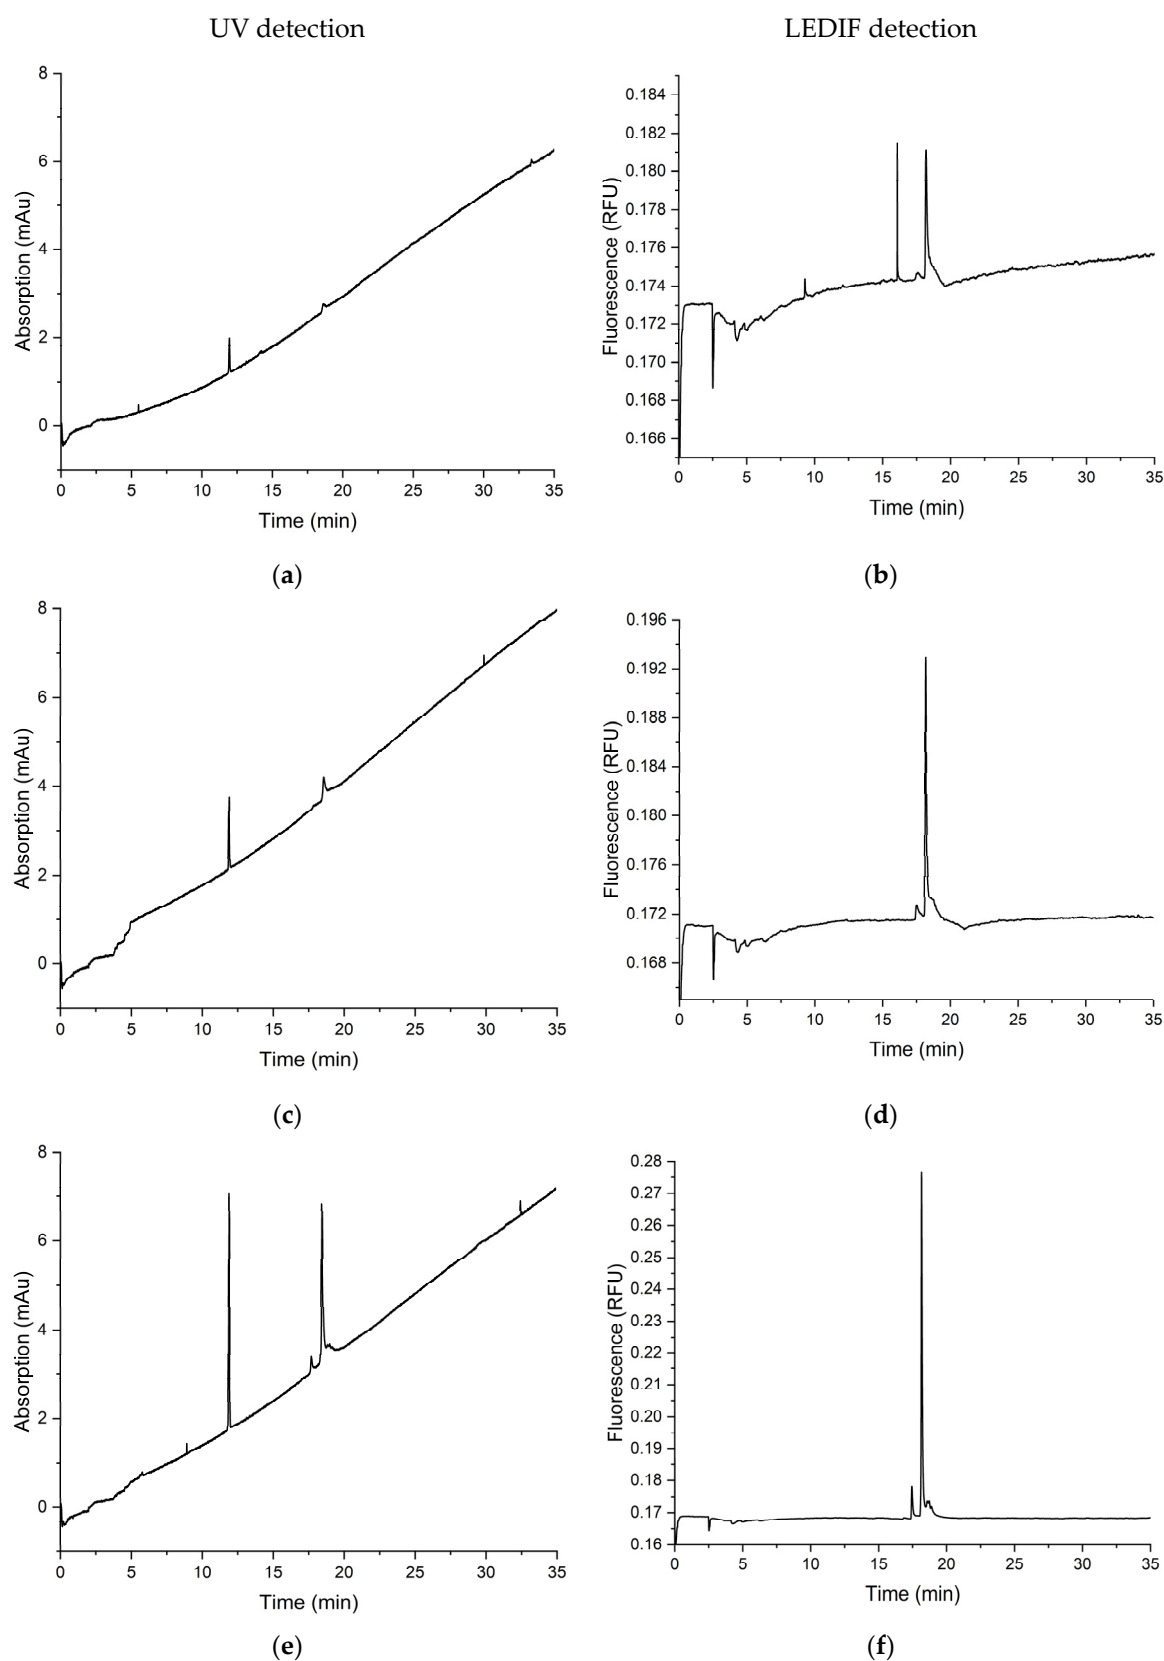 UV detection
LEDIF detection
8
6
4
2
0
Absorption (mAu)
0 5 10 15 20 25 30 35
Time (min)
(a)
0.184
0.182
0.180
0.178
0.176
0.174
0.172
0.170
0.168
0.166
Fluorescence (RFU)
0 5 10 15 20 25 30 35
Time (min)
(b)
8
6
4
2
0
Absorption (mAu)
0 5 10 15 20 25 30 35
Time (min)
(c)
0.196
0.192
0.188
0.184
0.180
0.176
0.172
0.168
Fluorescence (RFU)
0 5 10 15 20 25 30 35
Time (min)
(d)
8
6
4
2
0
Absorption (mAu)
0 5 10 15 20 25 30 35
Time (min)
(e)
0.28
0.27
0.26
0.25
0.24
0.23
0.22
0.21
0.20
0.19
0.18
0.17
0.16
Fluorescence (RFU)
0 5 10 15 20 25 30 35
Time (min)
(f)